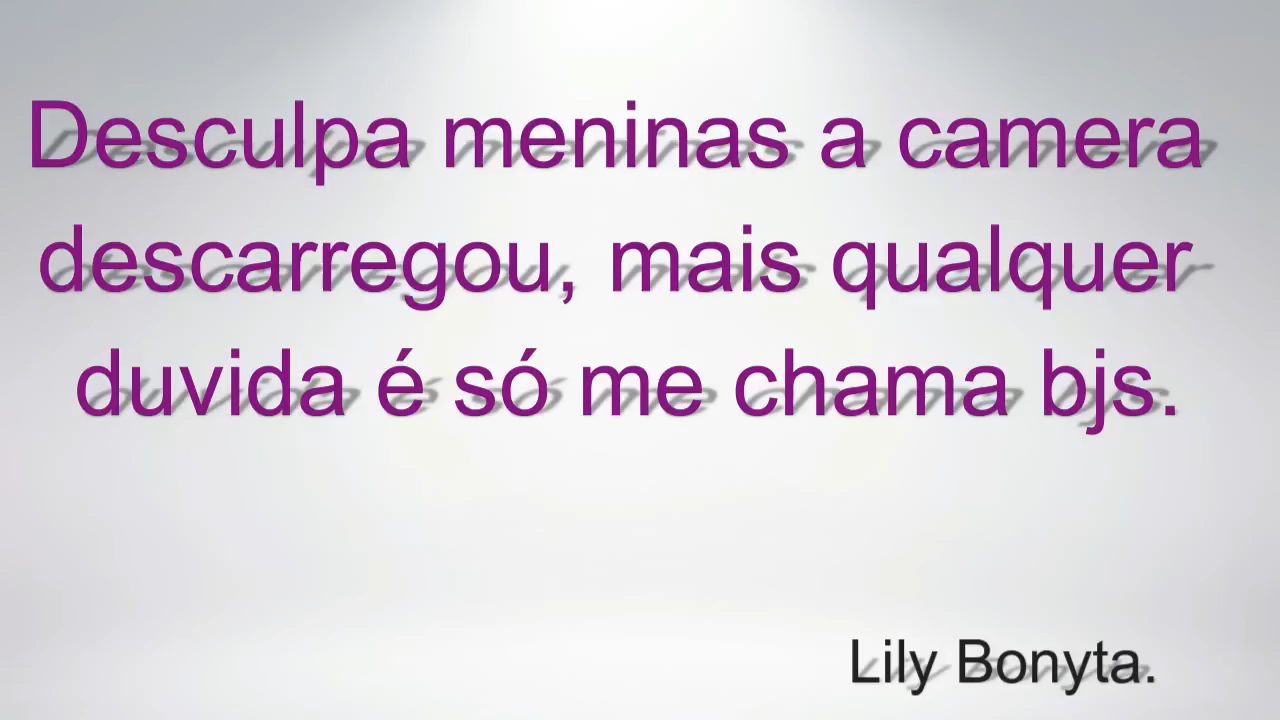 Desculpa meninas a camera
descarregou, mais qualquer
duvida é só me chama bjs.
Lily Bonyta.